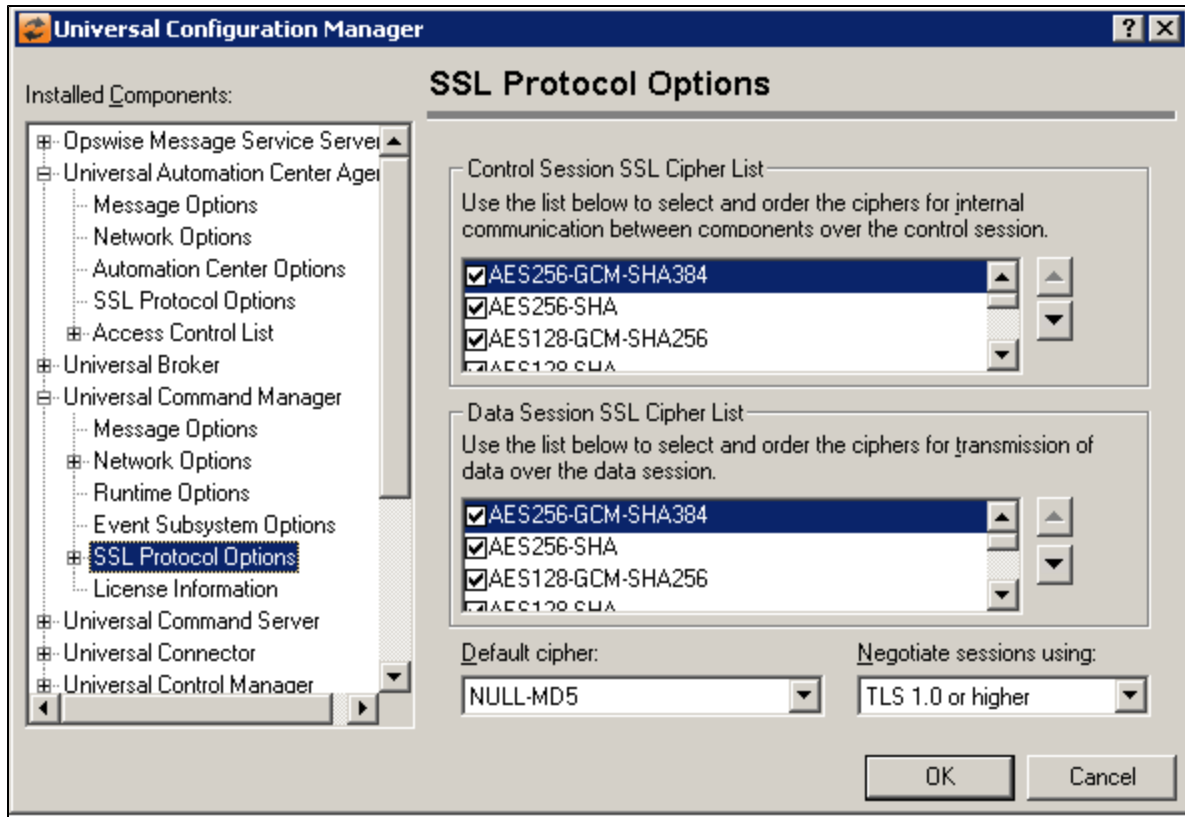 Universal Configuration Manager
Installed Components:
Opswise Message Service Server
Universal Automation Center Agen
Message Options
Network Options
Automation Center Options
SSL Protocol Options
Access Control List
Universal Broker
Universal Command Manager
Message Options
Network Options
Runtime Options
Event Subsystem Options
SSL Protocol Options
License Information
Universal Command Server
Universal Connector
Universal Control Manager
SSL Protocol Options
Control Session SSL Cipher List
Use the list below to select and order the ciphers for internal
communication between components over the control session.
AES256-GCM-SHA384
AES256-SHA
AES128-GCM-SHA256
AES128-SHA
Data Session SSL Cipher List
Use the list below to select and order the ciphers for transmission of
data over the data session.
AES256-GCM-SHA384
AES256-SHA
AES128-GCM-SHA256
AES128-SHA
Default cipher:
NULL-MD5
Negotiate sessions using:
TLS 1.0 or higher
OK
Cancel